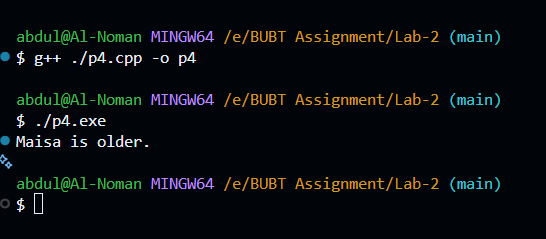 abdul@Al-Noman MINGW64 /e/BUBT Assignment/Lab-2 (main)
$ g++ ./p4.cpp -o p4
abdul@Al-Noman MINGW64 /e/BUBT Assignment/Lab-2 (main)
$ ./p4.exe
Maisa is older.
abdul@Al-Noman MINGW64 /e/BUBT Assignment/Lab-2 (main)
$